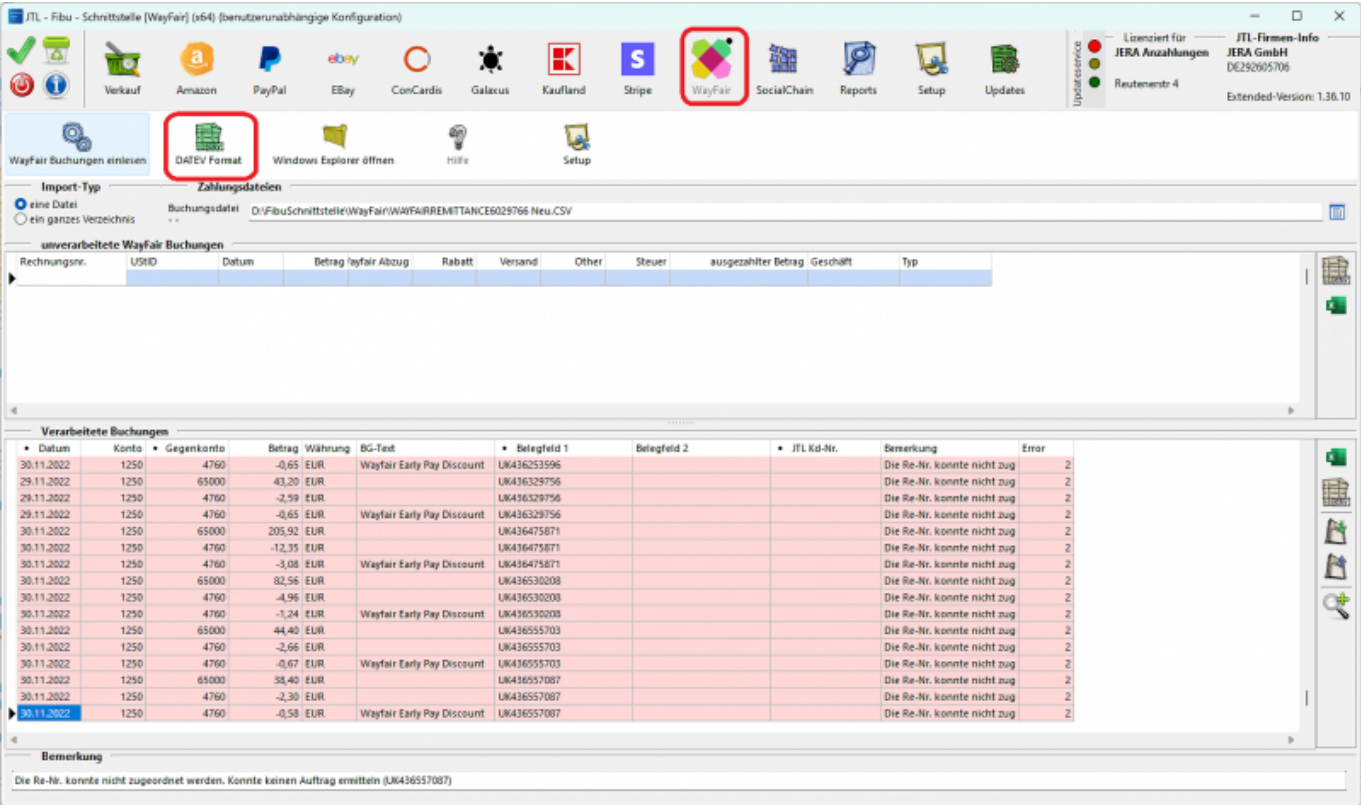 JTL - Fibu - Schnittstelle [WayFair] (x64) (benutzerunabhängige Konfiguration)
Verkauf Amazon PayPal EBay ConCardis Galaxus Kaufland Stripe WayFair SocialChain Reports Setup Updates
Updateservice
Lizenziert für
JERA Anzahlungen
Reutenerstr 4
JTL-Firmen-Info
JERA GmbH
DE292605706
Extended-Version: 1.36.10
WayFair Buchungen einlesen DATEV Format Windows Explorer öffnen Hilfe Setup
Import-Typ Zahlungsdateien
eine Datei
ein ganzes Verzeichnis
Buchungsdatei D:\FibuSchnittstelle\WayFair\WAYFAIRREMITTANCE6029766 Neu.CSV
- -
unverarbeitete WayFair Buchungen
Rechnungsnr. UStID Datum Betrag fayfair Abzug Rabatt Versand Other Steuer ausgezahlter Betrag Geschäft Typ
Verarbeitete Buchungen
Datum Konto Gegenkonto Betrag Währung BG-Text Belegfeld 1 Belegfeld 2 JTL Kd-Nr. Bemerkung Error
30.11.2022 1250 4760 -0,65 EUR Wayfair Early Pay Discount UK436253596 Die Re-Nr. konnte nicht zug 2
29.11.2022 1250 65000 43,20 EUR UK436329756 Die Re-Nr. konnte nicht zug 2
29.11.2022 1250 4760 -2,59 EUR UK436329756 Die Re-Nr. konnte nicht zug 2
29.11.2022 1250 4760 -0,65 EUR Wayfair Early Pay Discount UK436329756 Die Re-Nr. konnte nicht zug 2
30.11.2022 1250 65000 205,92 EUR UK436475871 Die Re-Nr. konnte nicht zug 2
30.11.2022 1250 4760 -12,35 EUR UK436475871 Die Re-Nr. konnte nicht zug 2
30.11.2022 1250 4760 -3,08 EUR Wayfair Early Pay Discount UK436475871 Die Re-Nr. konnte nicht zug 2
30.11.2022 1250 65000 82,56 EUR UK436530208 Die Re-Nr. konnte nicht zug 2
30.11.2022 1250 4760 -4,96 EUR UK436530208 Die Re-Nr. konnte nicht zug 2
30.11.2022 1250 4760 -1,24 EUR Wayfair Early Pay Discount UK436530208 Die Re-Nr. konnte nicht zug 2
30.11.2022 1250 65000 44,40 EUR UK436555703 Die Re-Nr. konnte nicht zug 2
30.11.2022 1250 4760 -2,66 EUR UK436555703 Die Re-Nr. konnte nicht zug 2
30.11.2022 1250 4760 -0,67 EUR Wayfair Early Pay Discount UK436555703 Die Re-Nr. konnte nicht zug 2
30.11.2022 1250 65000 38,40 EUR UK436557087 Die Re-Nr. konnte nicht zug 2
30.11.2022 1250 4760 -2,30 EUR UK436557087 Die Re-Nr. konnte nicht zug 2
30.11.2022 1250 4760 -0,58 EUR Wayfair Early Pay Discount UK436557087 Die Re-Nr. konnte nicht zug 2
Bemerkung
Die Re-Nr. konnte nicht zugeordnet werden. Konnte keinen Auftrag ermitteln (UK436557087)